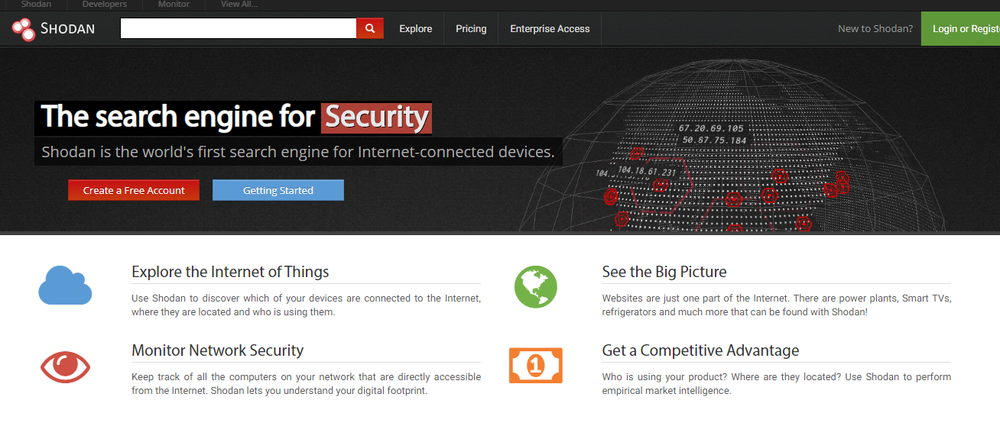 Shodan Developers Monitor View All...
SHODAN Explore Pricing Enterprise Access New to Shodan? Login or Regist
The search engine for Security
Shodan is the world's first search engine for Internet-connected devices.
Create a Free Account Getting Started
67.20.69.105
50.87.75.184
104. 104.18.61.231
Explore the Internet of Things
Use Shodan to discover which of your devices are connected to the Internet,
where they are located and who is using them.
See the Big Picture
Websites are just one part of the Internet. There are power plants, Smart TVs,
refrigerators and much more that can be found with Shodan!
Monitor Network Security
Keep track of all the computers on your network that are directly accessible
from the Internet. Shodan lets you understand your digital footprint.
1
Get a Competitive Advantage
Who is using your product? Where are they located? Use Shodan to perform
empirical market intelligence.